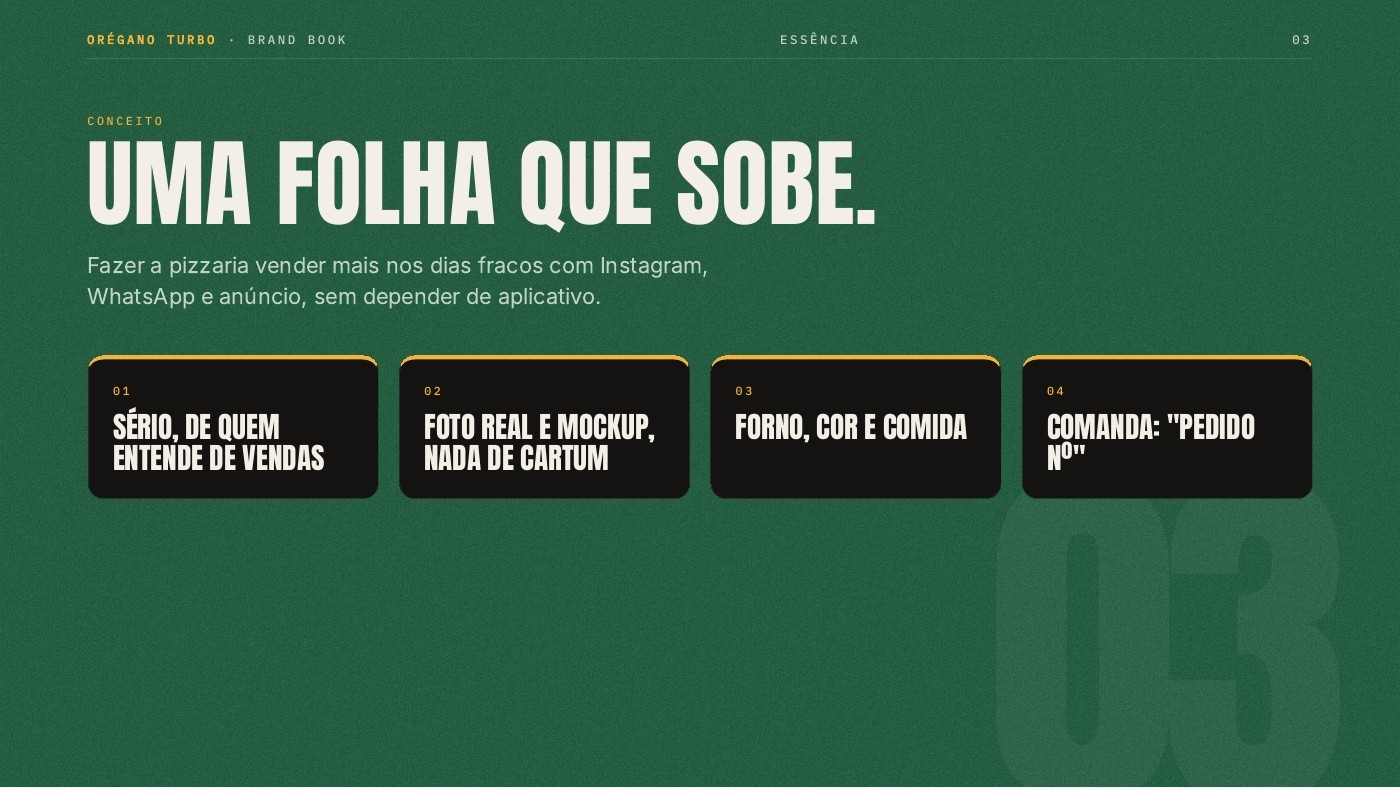 ORÉGANO TURBO · BRAND BOOK
ESSÊNCIA
03
CONCEITO
UMA FOLHA QUE SOBE.
Fazer a pizzaria vender mais nos dias fracos com Instagram,
WhatsApp e anúncio, sem depender de aplicativo.
01
SÉRIO, DE QUEM
ENTENDE DE VENDAS
02
FOTO REAL E MOCKUP,
NADA DE CARTUM
03
FORNO, COR E COMIDA
04
COMANDA: "PEDIDO
Nº"
03